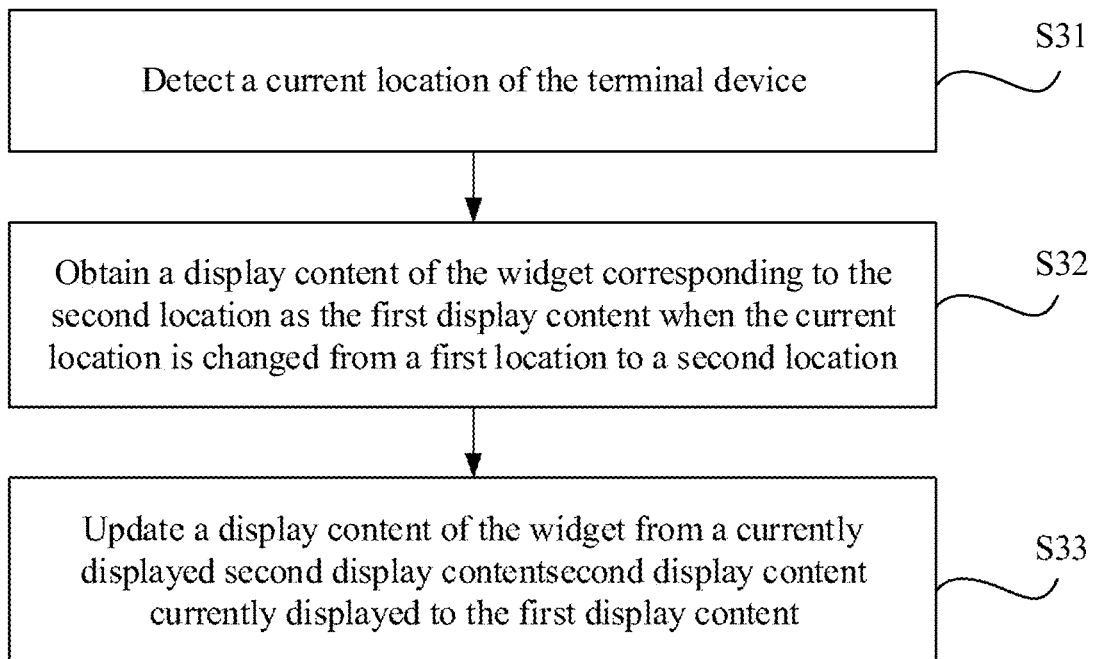 S31
Detect a current location of the terminal device
S32
Obtain a display content of the widget corresponding to the
second location as the first display content when the current
location is changed from a first location to a second location
S33
Update a display content of the widget from a currently
displayed second display contentsecond display content
currently displayed to the first display content